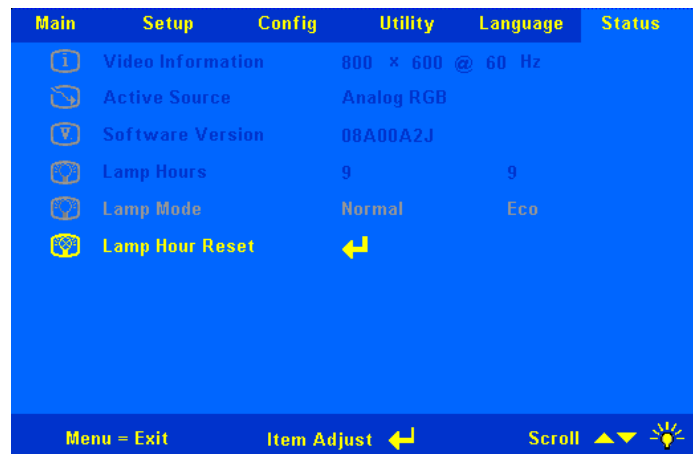 Main Setup Config Utility Language Status
Video Information 800 × 600 @ 60 Hz
Active Source Analog RGB
Software Version 08A00A2J
Lamp Hours 9 9
Lamp Mode Normal Eco
Lamp Hour Reset
Menu = Exit Item Adjust Scroll